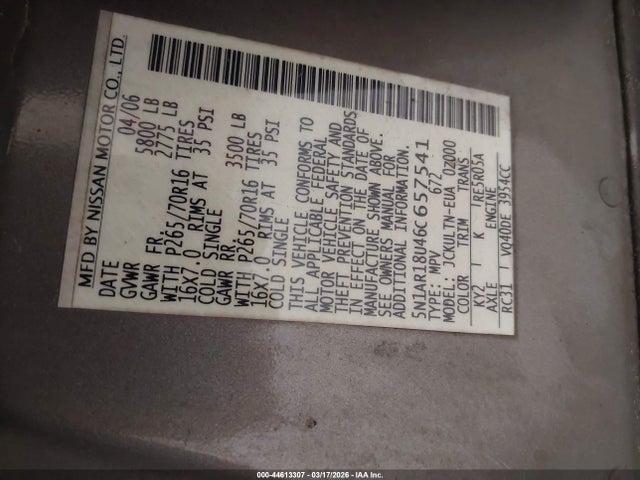 MFD BY NISSAN MOTOR CO., LTD.
DATE 04/06
GVWR 5800 LB
GAWR FR. 2775 LB
WITH P265/70R16 TIRES
16X7.0 RIMS AT 35 PSI
COLD SINGLE
GAWR RR. 3500 LB
WITH P265/70R16 TIRES
16X7.0 RIMS AT 35 PSI
COLD SINGLE
THIS VEHICLE CONFORMS TO
ALL APPLICABLE FEDERAL
MOTOR VEHICLE SAFETY AND
THEFT PREVENTION STANDARDS
IN EFFECT ON THE DATE OF
MANUFACTURE SHOWN ABOVE.
SEE OWNERS MANUAL FOR
ADDITIONAL INFORMATION.
5N1AR18U46C657541
TYPE: MPV 672
MODEL: JCKULTN-EUR 02000
COLOR TRIM TRANS
KY2 K RE5R05A
AXLE ENGINE
RC31 VQ40DE 3954CC
000-44613307 - 03/17/2026 - IAA Inc.